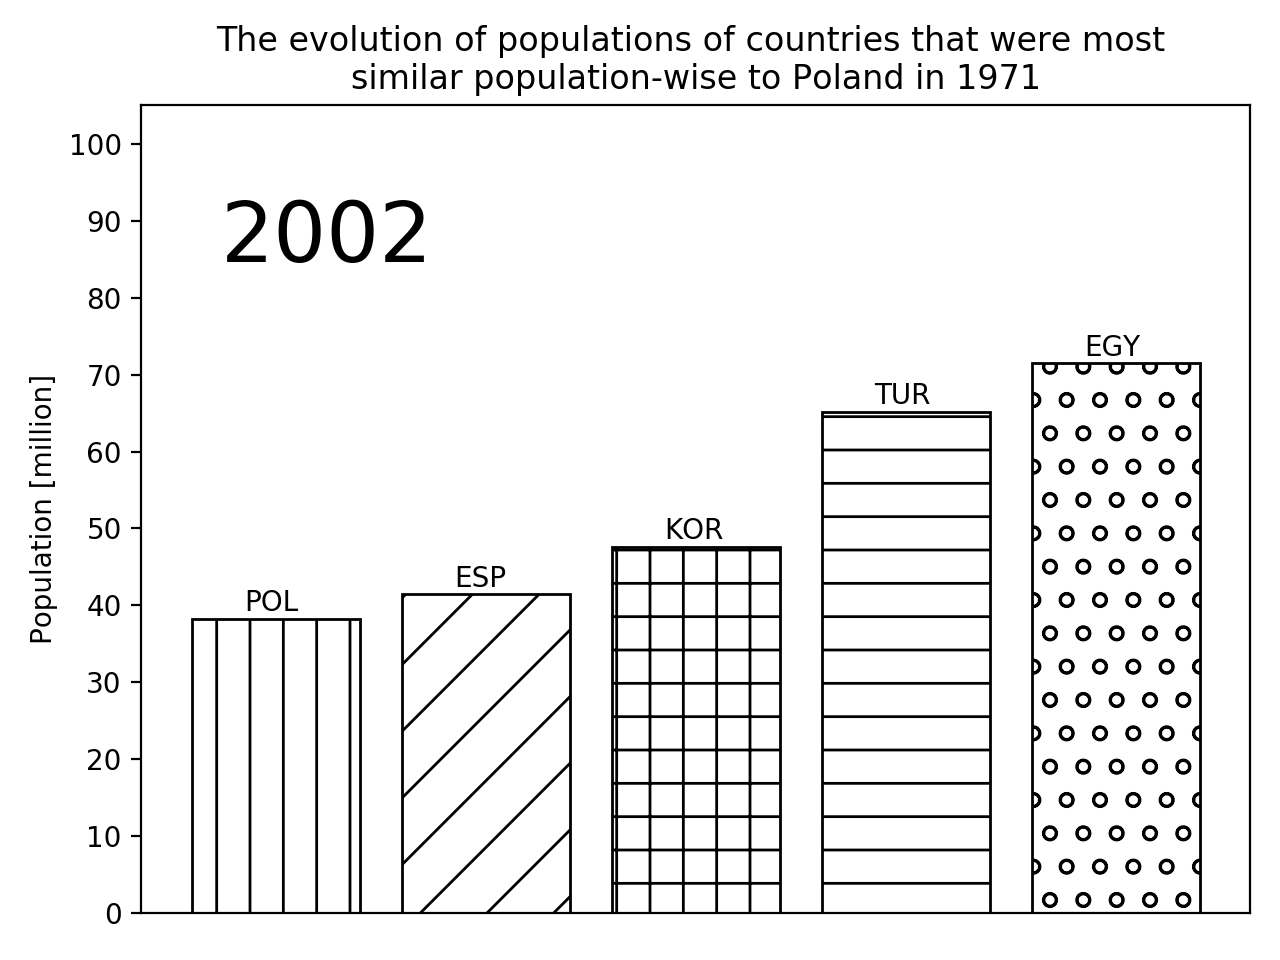 The evolution of populations of countries that were most
similar population-wise to Poland in 1971
100
90
80
70
60
50
40
30
20
10
0
Population [million]
2002
POL
ESP
KOR
TUR
EGY